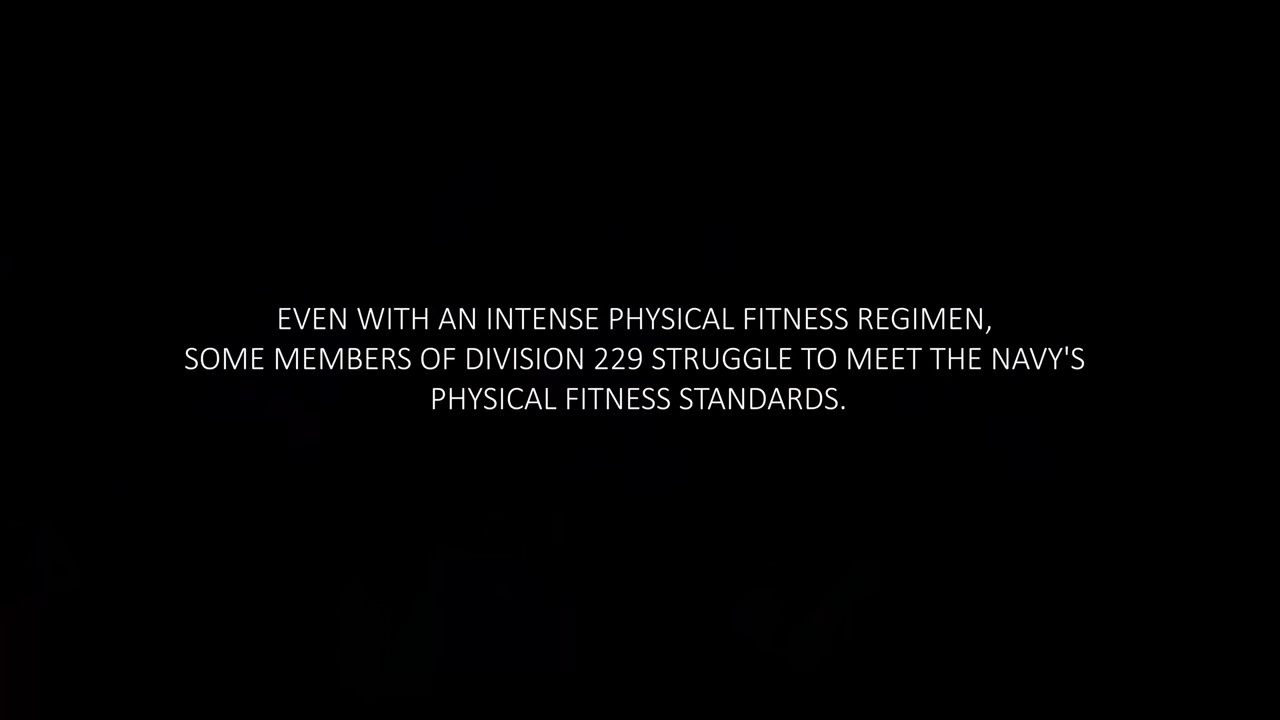 EVEN WITH AN INTENSE PHYSICAL FITNESS REGIMEN,
SOME MEMBERS OF DIVISION 229 STRUGGLE TO MEET THE NAVY'S
PHYSICAL FITNESS STANDARDS.